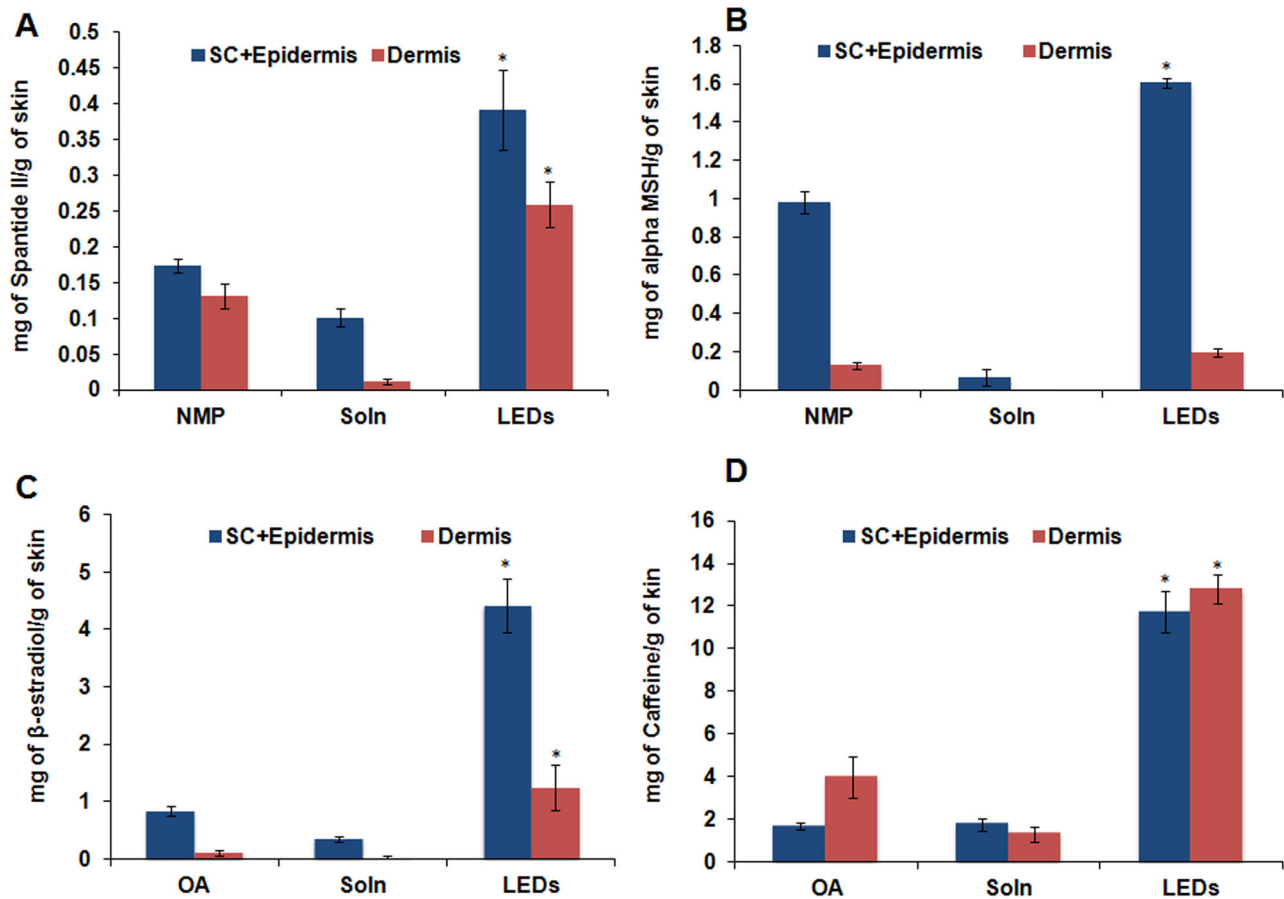 A
mg of Spantide II/g of skin
0.5
0.45
0.4
0.35
0.3
0.25
0.2
0.15
0.1
0.05
0
SC+Epidermis Dermis
*
*
NMP Soln LEDs
B
mg of alpha MSH/g of skin
1.8
1.6
1.4
1.2
1
0.8
0.6
0.4
0.2
0
SC+Epidermis Dermis
*
NMP Soln LEDs
C
mg of β-estradiol/g of skin
6
5
4
3
2
1
0
SC+Epidermis Dermis
*
*
OA Soln LEDs
D
mg of Caffeine/g of kin
16
14
12
10
8
6
4
2
0
SC+Epidermis Dermis
* *
OA Soln LEDs